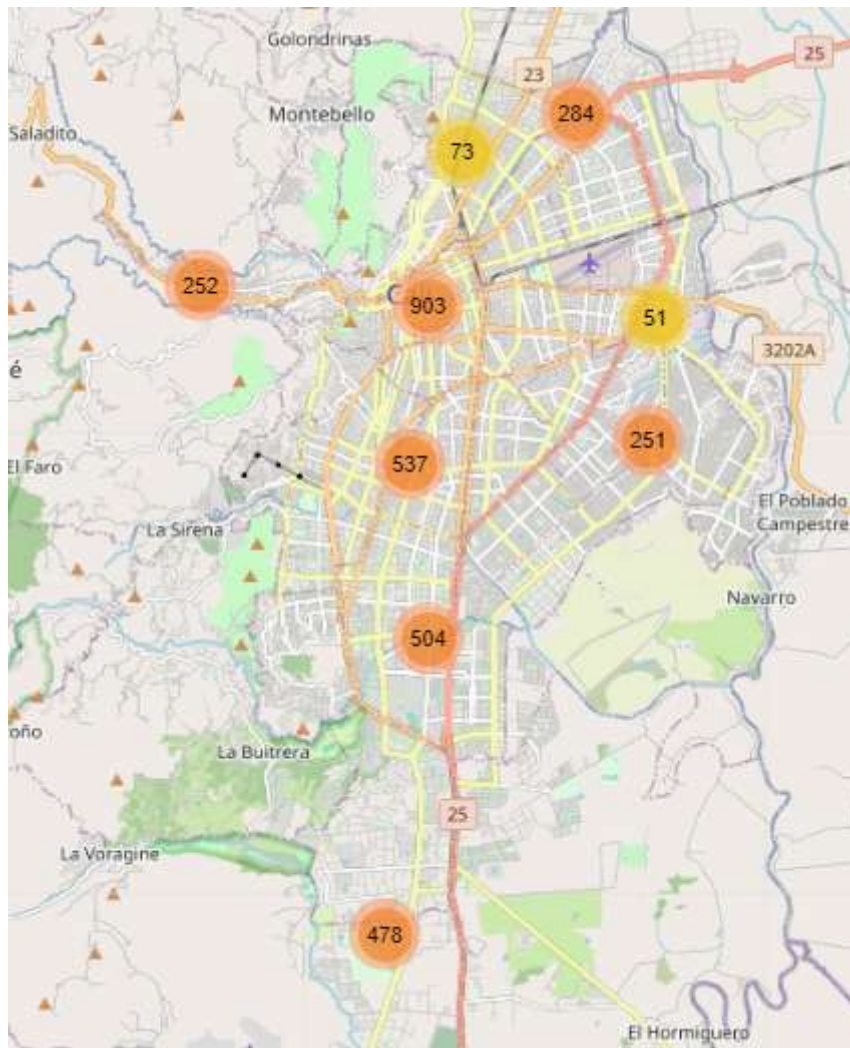 Golondrinas
25
23
Montebello
284
Saladito
73
252
903
51
3202A
é
251
537
El Faro
El Poblado
Campestre
La Sirena
Navarro
504
oño
La Buitrera
25
La Voragine
478
El Hormiguero